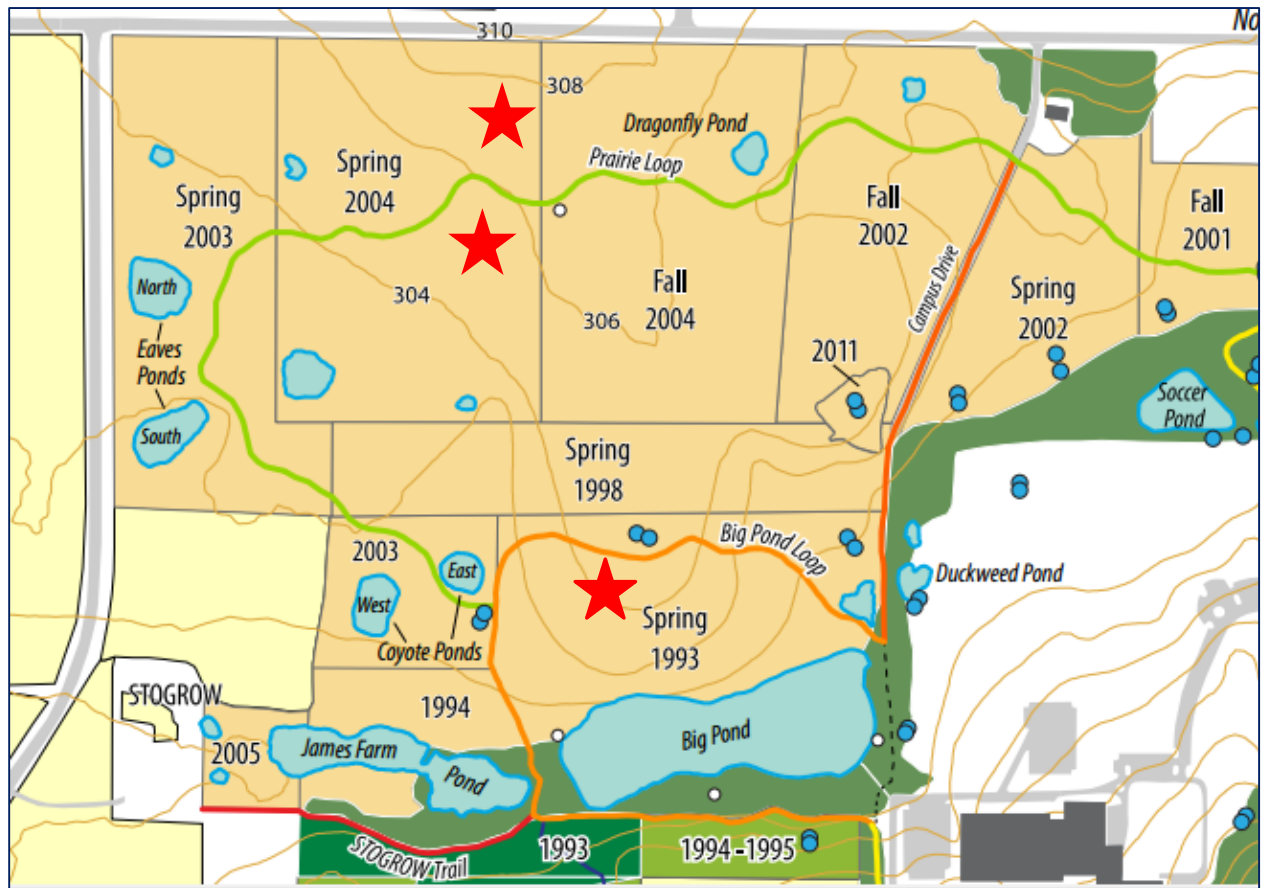 No
310
308
Dragonfly Pond
Prairie Loop
Spring
2004
Spring
2003
Fall
2002
Fall
2001
North
304
Fall
2004
306
Campus Drive
Spring
2002
Eaves
Ponds
2011
South
Soccer
Pond
Spring
1998
Big Pond Loop
2003
East
West
Duckweed Pond
Spring
1993
Coyote Ponds
STOGROW
1994
2005
James Farm
Pond
Big Pond
STOGROW Trail
1993
1994-1995